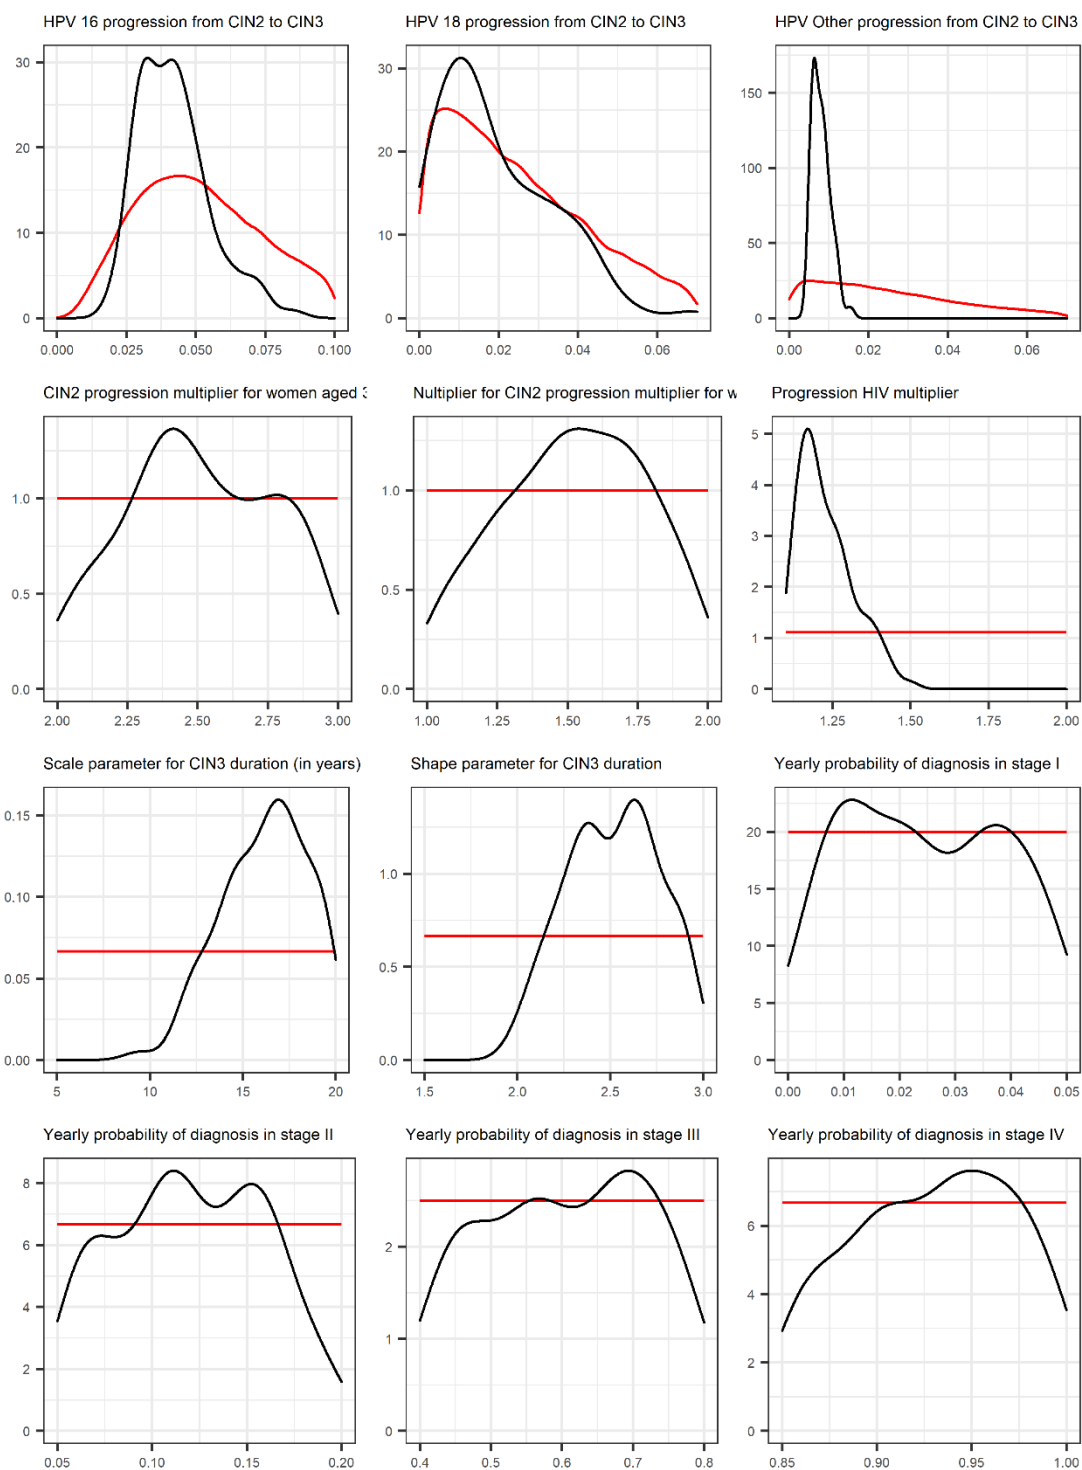 HPV 16 progression from CIN2 to CIN3
HPV 18 progression from CIN2 to CIN3
HPV Other progression from CIN2 to CIN3
30
20
10
0
0.000 0.025 0.050 0.075 0.100
30
20
10
0
0.00 0.02 0.04 0.06
150
100
50
0
0.00 0.02 0.04 0.06
CIN2 progression multiplier for women aged
Nultiplier for CIN2 progression multiplier for w
Progression HIV multiplier
1.0
0.5
0.0
2.00 2.25 2.50 2.75 3.00
1.0
0.5
0.0
1.00 1.25 1.50 1.75 2.00
5
4
3
2
1
0
1.25 1.50 1.75 2.00
Scale parameter for CIN3 duration (in years)
Shape parameter for CIN3 duration
Yearly probability of diagnosis in stage I
0.15
0.10
0.05
0.00
5 10 15 20
1.0
0.5
0.0
1.5 2.0 2.5 3.0
20
15
10
5
0
0.00 0.01 0.02 0.03 0.04 0.05
Yearly probability of diagnosis in stage II
Yearly probability of diagnosis in stage III
Yearly probability of diagnosis in stage IV
8
6
4
2
0
0.05 0.10 0.15 0.20
2
1
0
0.4 0.5 0.6 0.7 0.8
6
4
2
0
0.85 0.90 0.95 1.00